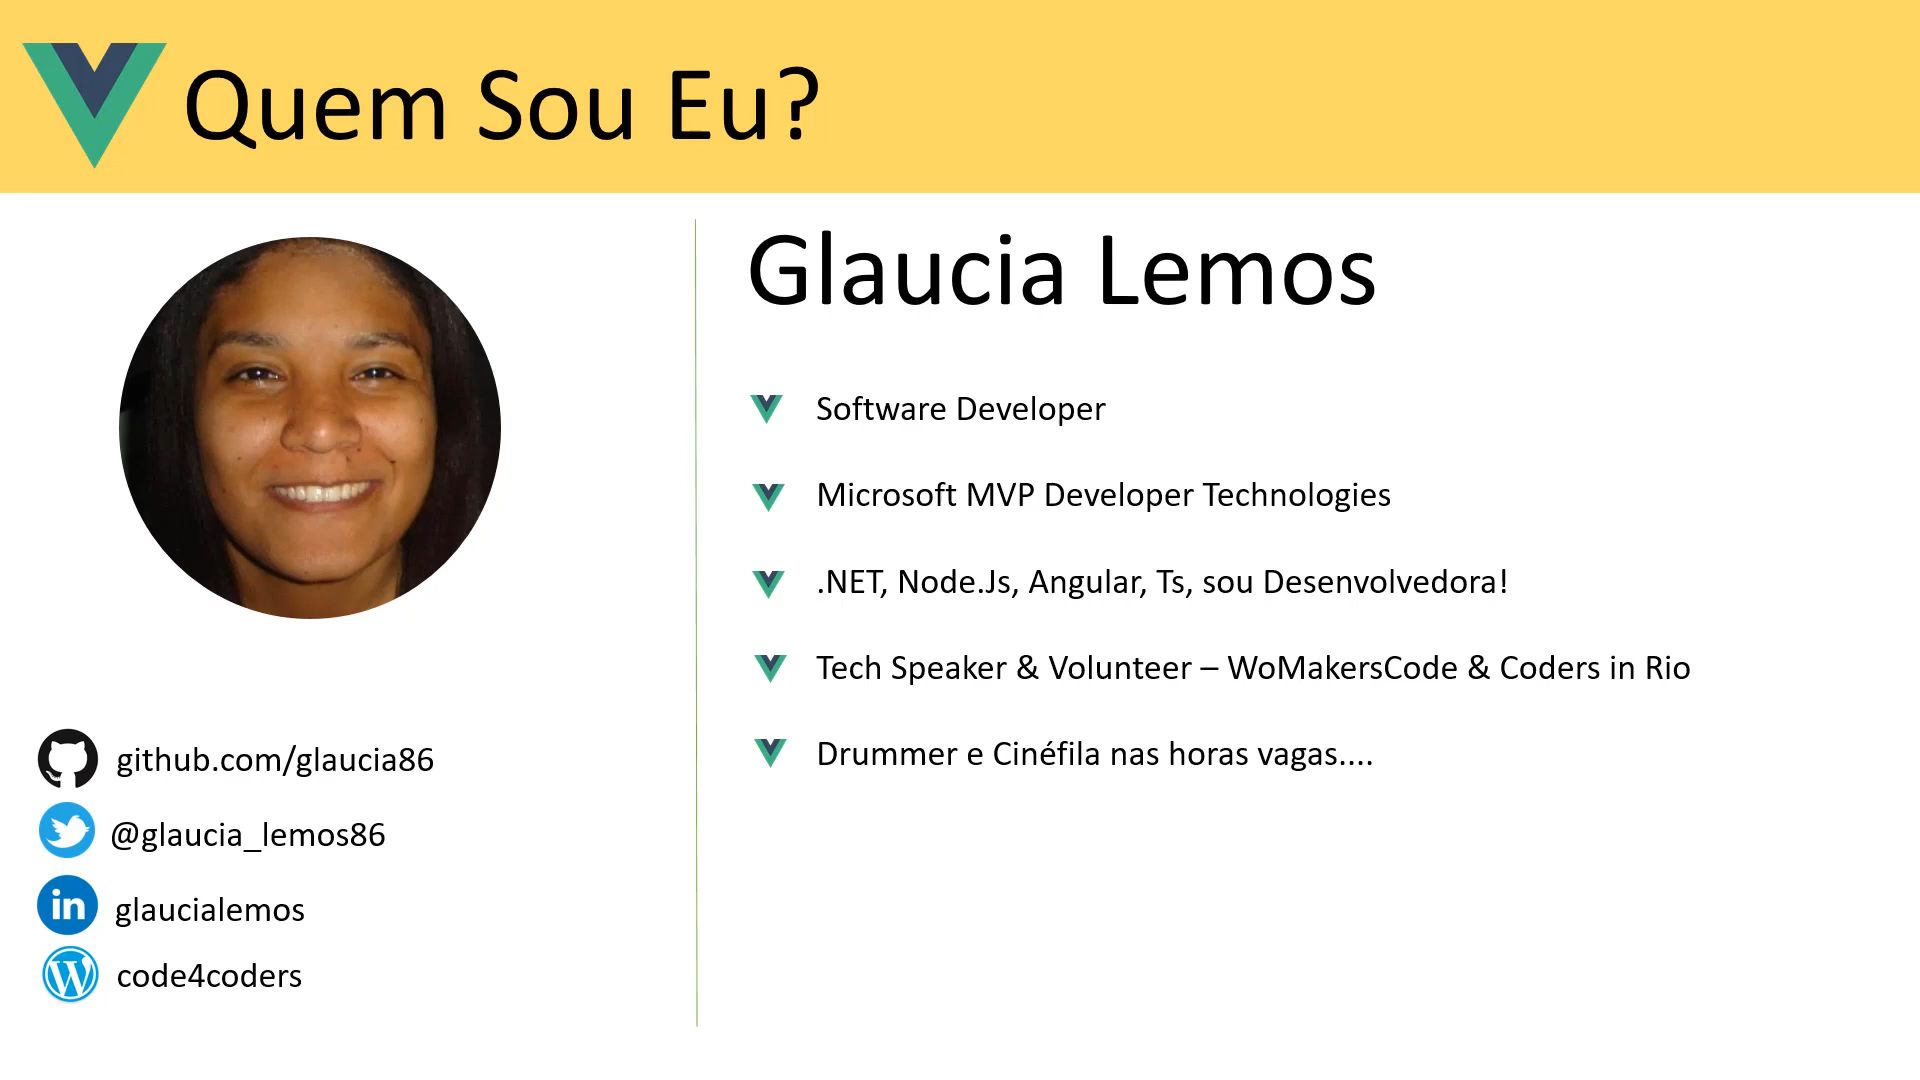 Quem Sou Eu?
Glaucia Lemos
Software Developer
Microsoft MVP Developer Technologies
.NET, Node.Js, Angular, Ts, sou Desenvolvedora!
Tech Speaker & Volunteer – WoMakersCode & Coders in Rio
Drummer e Cinéfila nas horas vagas....
github.com/glaucia86
@glaucia_lemos86
in
glaucialemos
code4coders